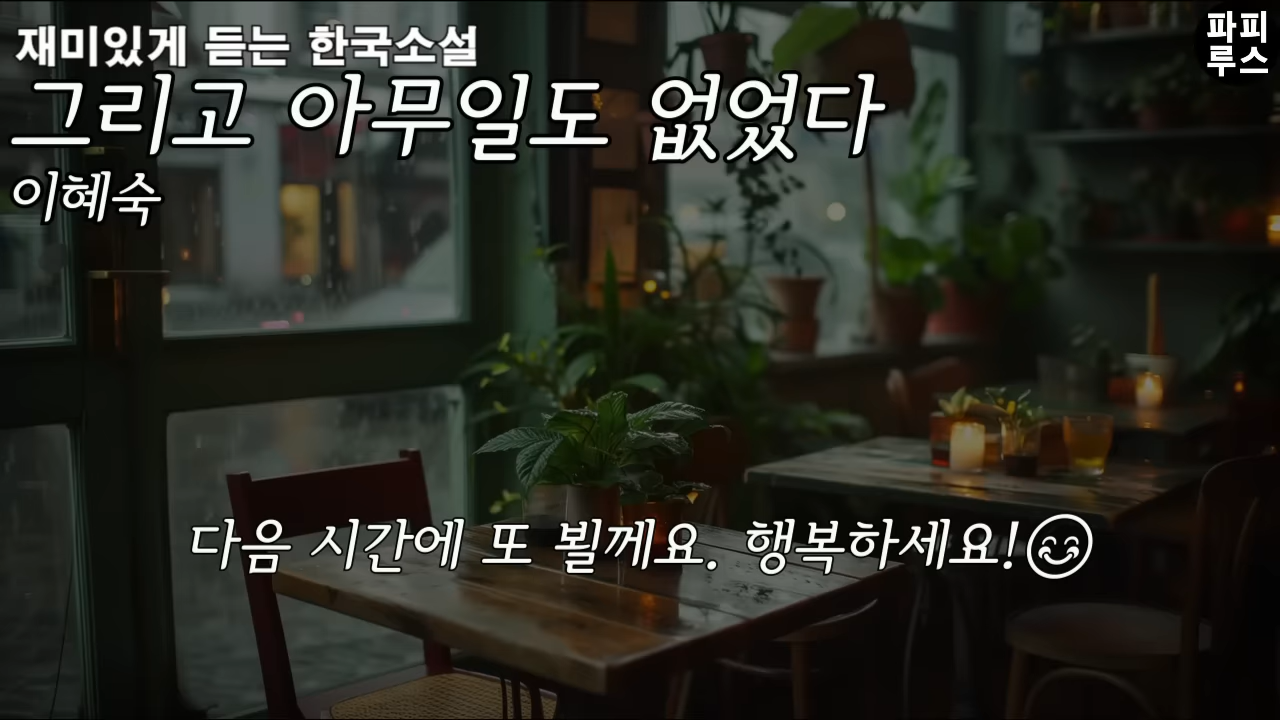 재미있게 듣는 한국소설
파피
루스
그리고 아무일도 없었다
이혜숙
다음 시간에 또 뵐께요. 행복하세요!😊